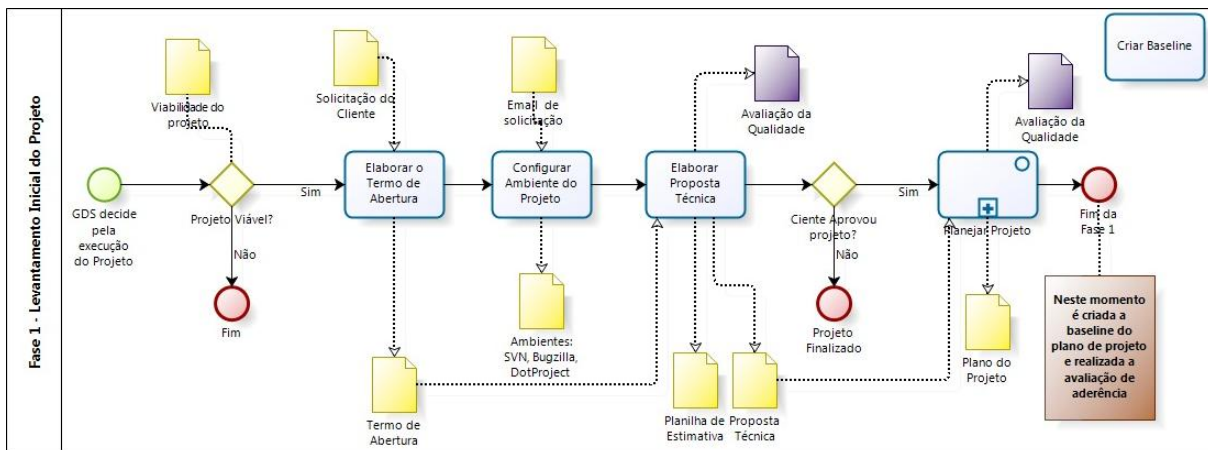 Fase 1 - Levantamento Inicial do Projeto
Viabilidade do
projeto
Solicitação do
Cliente
Email de
solicitação
Avaliação da
Qualidade
Avaliação da
Qualidade
Criar Baseline
GDS decide
pela
execução
do Projeto
Projeto Viável?
Sim
Não
Fim
Elaborar o
Termo de
Abertura
Configurar
Ambiente do
Projeto
Elaborar
Proposta
Técnica
Ciente Aprovou
projeto?
Sim
Não
Projeto
Finalizado
Planejar Projeto
Fim da
Fase 1
Termo de
Abertura
Ambientes:
SVN, Bugzilla,
DotProject
Planilha de
Estimativa
Proposta
Técnica
Plano do
Projeto
Neste momento
é criada a
baseline do
plano de projeto
e realizada a
avaliação de
aderência